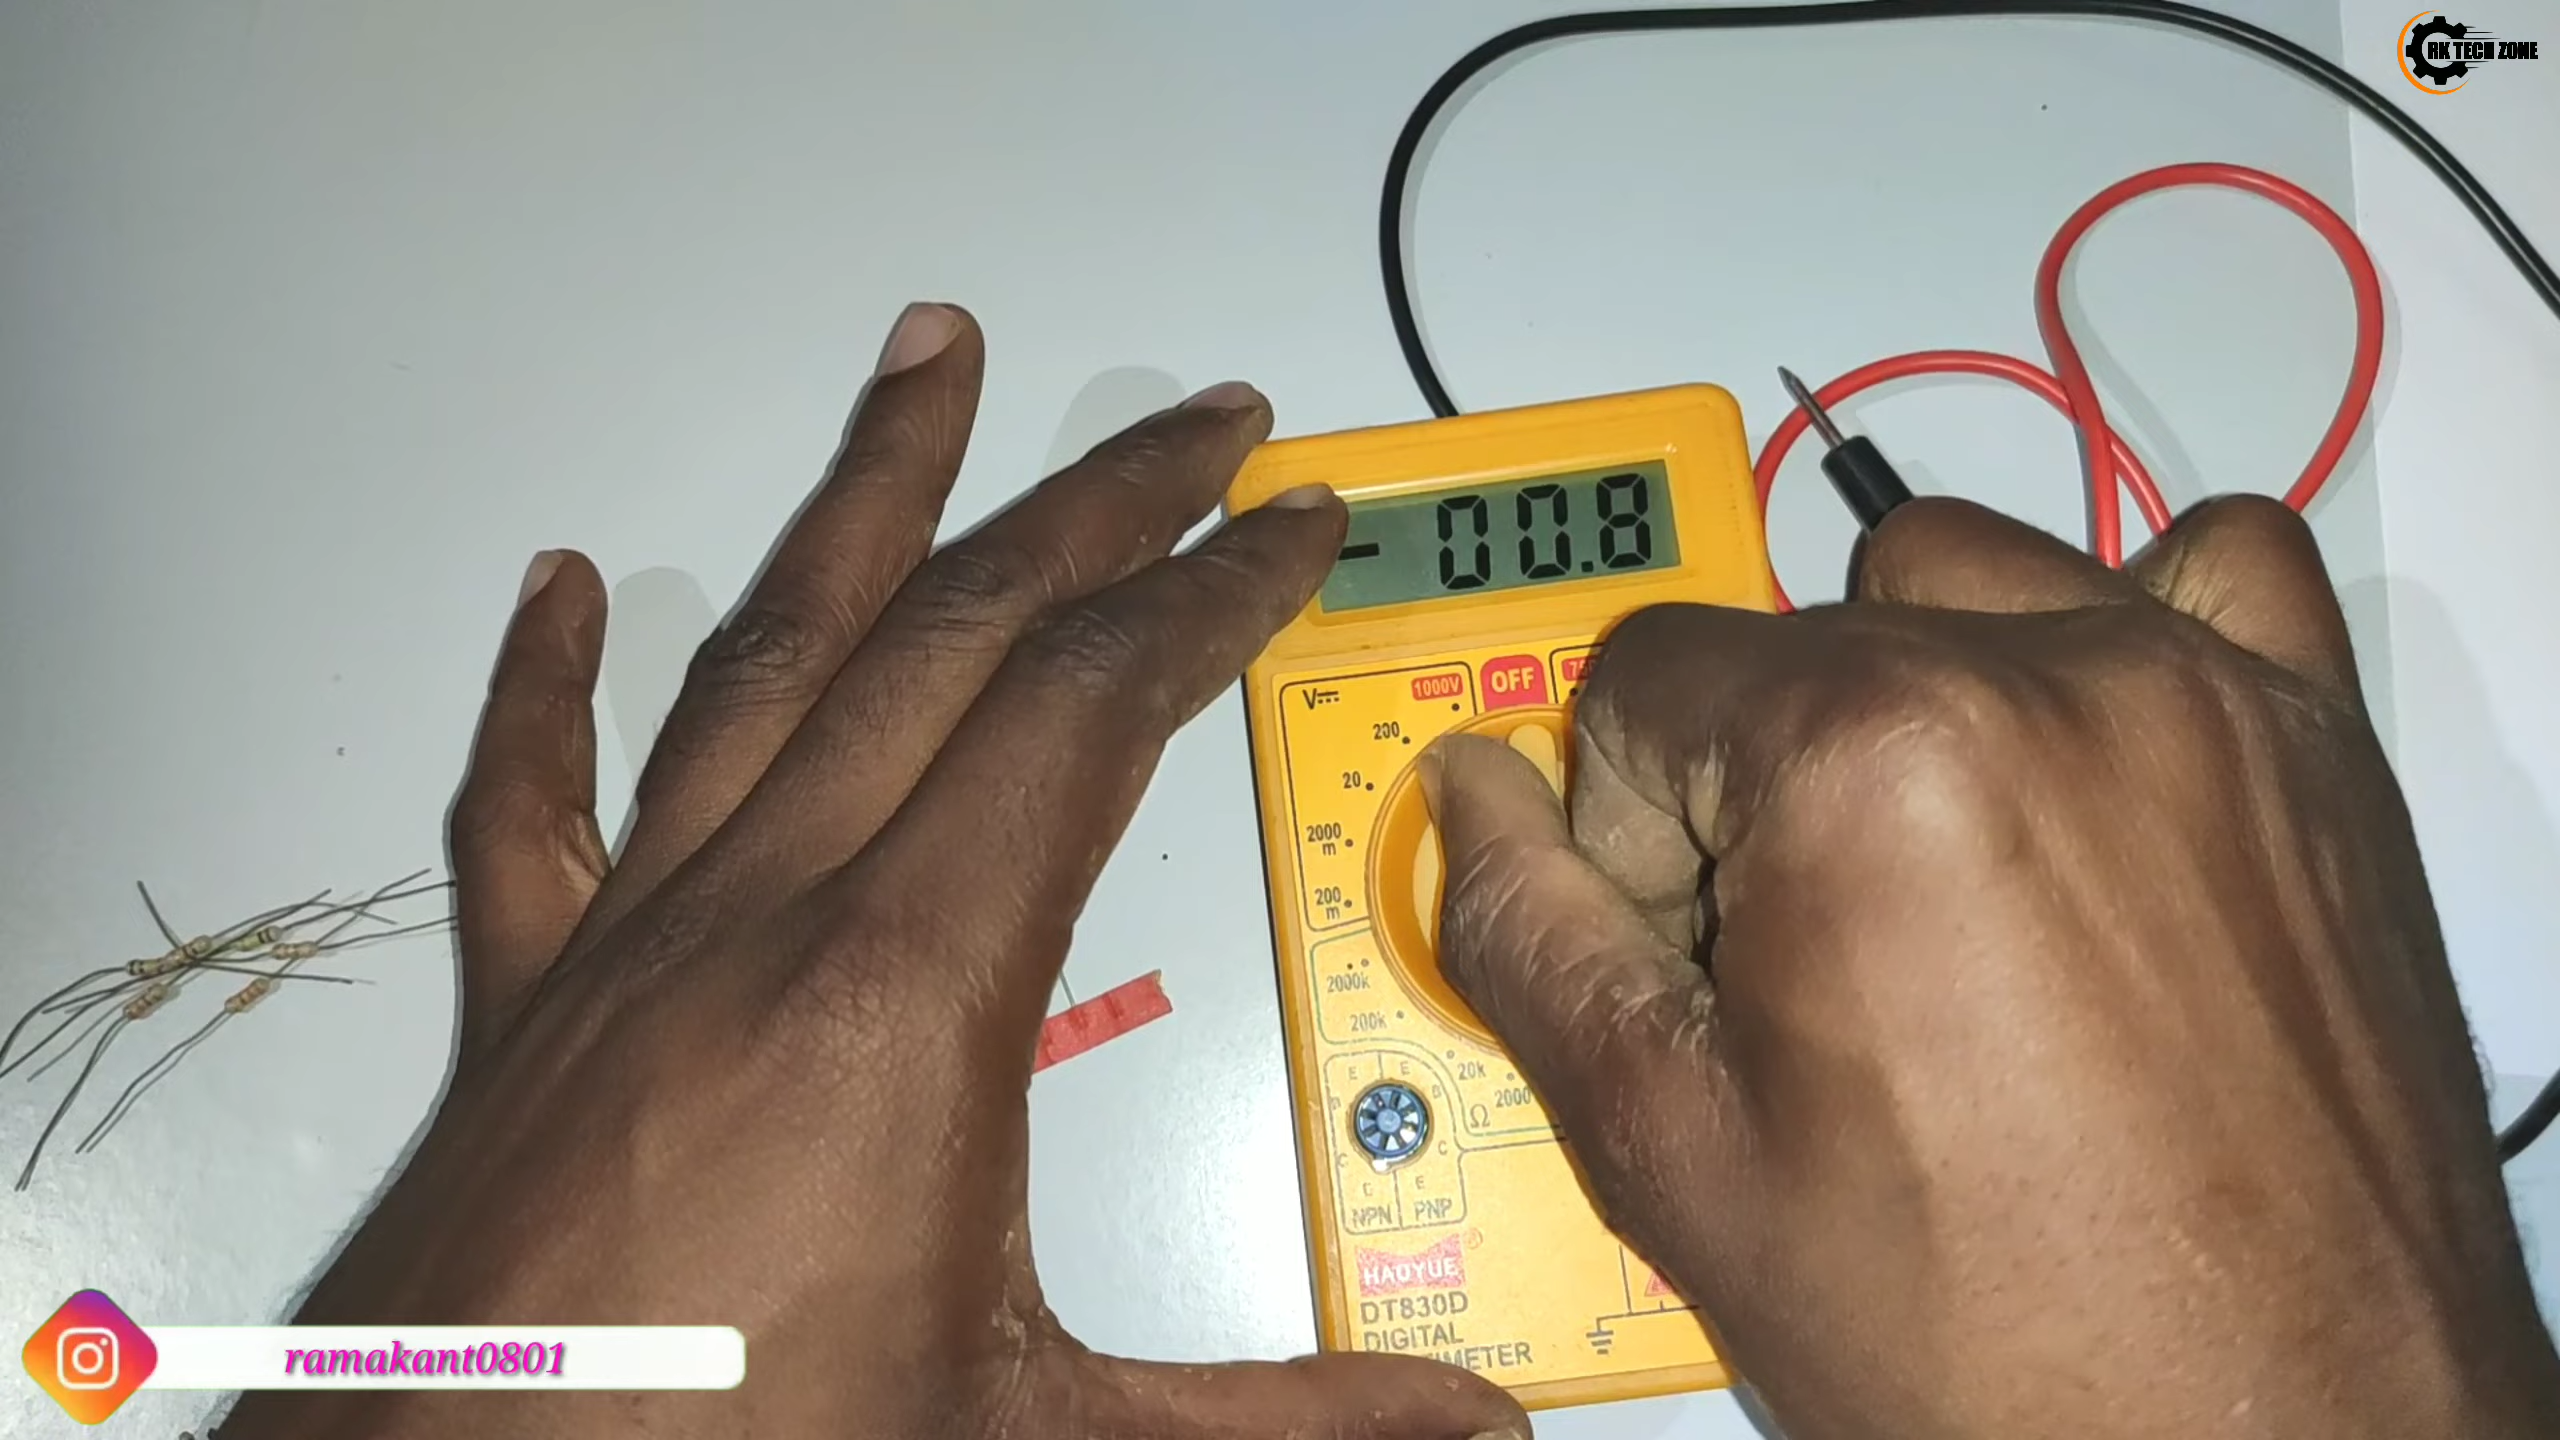 RK TECH ZONE
- 00.8
V
1000V
OFF
200
20
2000
m
200
m
2000k
200k
20k
2000
Ω
E E
B B
C C
E
NPN PNP
HAOYUE
DT830D
DIGITAL
ramakant0801